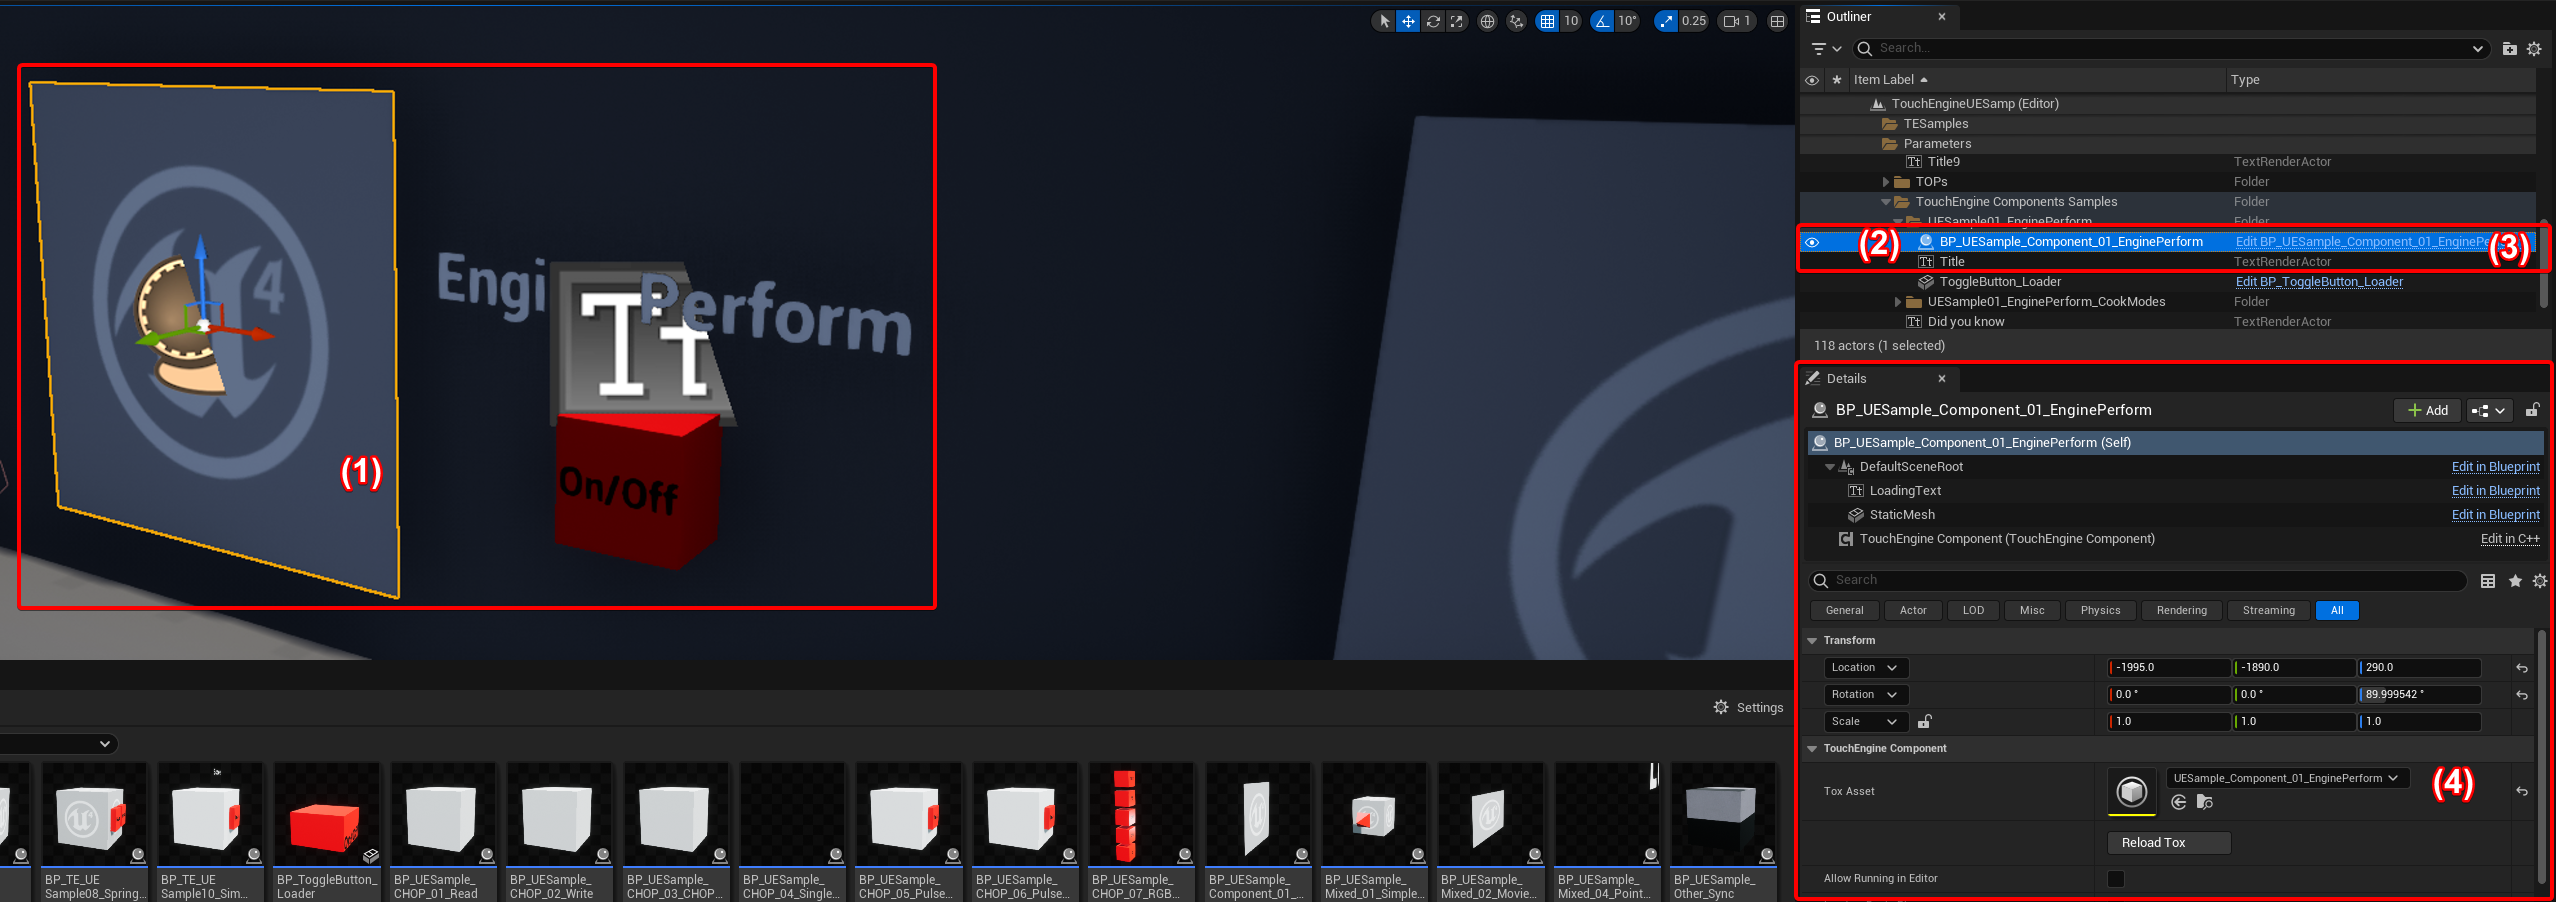 10
10°
0.25
1
4
Engi
Tt
Perform
(1)
On/Off
Outliner
Search...
Item Label
Type
TouchEngineUESamp (Editor)
TESamples
Parameters
Tt Title9
TextRenderActor
TOPs
Folder
TouchEngine Components Samples
Folder
UESample01_EnginePerform
Folder
(2)
BP_UESample_Component_01_EnginePerform
Edit BP_UESample_Component_01_EnginePe
(3)
Tt Title
TextRenderActor
ToggleButton_Loader
Edit BP_ToggleButton_Loader
UESample01_EnginePerform_CookModes
Folder
Tt Did you know
TextRenderActor
118 actors (1 selected)
Details
BP_UESample_Component_01_EnginePerform
Add
BP_UESample_Component_01_EnginePerform (Self)
DefaultSceneRoot
Edit in Blueprint
Tt LoadingText
Edit in Blueprint
StaticMesh
Edit in Blueprint
TouchEngine Component (TouchEngine Component)
Edit in C++
Search
General
Actor
LOD
Misc
Physics
Rendering
Streaming
All
Transform
Location
-1995.0
-1890.0
290.0
Rotation
0.0 °
0.0 °
89.999542 °
Scale
1.0
1.0
1.0
TouchEngine Component
Tox Asset
UESample_Component_01_EnginePerform
(4)
Reload Tox
Allow Running in Editor
Settings
BP_TE_UE
Sample08_Spring...
BP_TE_UE
Sample10_Sim...
BP_ToggleButton_
Loader
BP_UESample_
CHOP_01_Read
BP_UESample_
CHOP_02_Write
BP_UESample_
CHOP_03_CHOP...
BP_UESample_
CHOP_04_Single...
BP_UESample_
CHOP_05_Pulse...
BP_UESample_
CHOP_06_Pulse...
BP_UESample_
CHOP_07_RGB...
BP_UESample_
Component_01_...
BP_UESample_
Mixed_01_Simple...
BP_UESample_
Mixed_02_Movie...
BP_UESample_
Mixed_04_Point...
BP_UESample_
Other_Sync